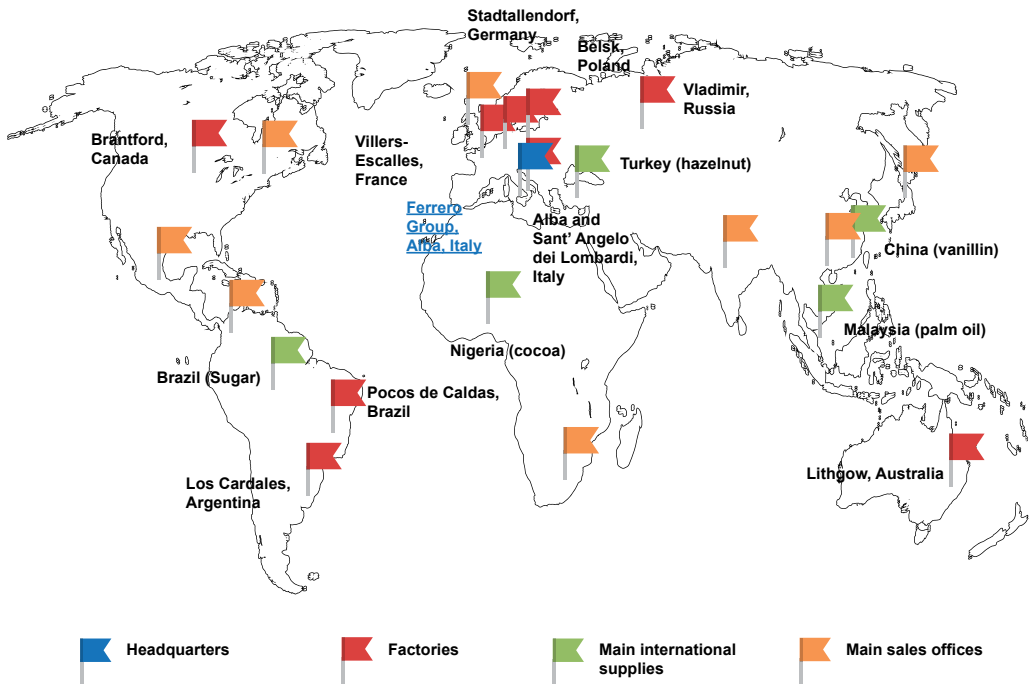 Stadtallendorf,
Germany
Belsk,
Poland
Vladimir,
Russia
Brantford,
Canada
Villers-
Escalles,
France
Turkey (hazelnut)
Ferrero
Group,
Alba, Italy
Alba and
Sant' Angelo
dei Lombardi,
Italy
China (vanillin)
Malaysia (palm oil)
Nigeria (cocoa)
Brazil (Sugar)
Pocos de Caldas,
Brazil
Los Cardales,
Argentina
Lithgow, Australia
Headquarters
Factories
Main international
supplies
Main sales offices